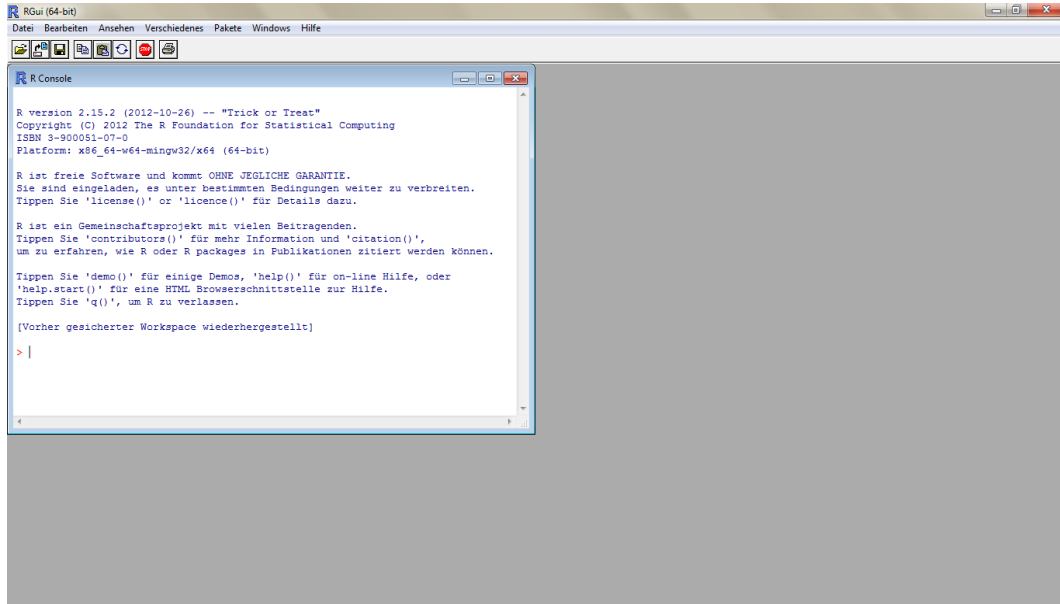 RGui (64-bit)
Datei Bearbeiten Ansehen Verschiedenes Pakete Windows Hilfe
STOP
R Console
R version 2.15.2 (2012-10-26) -- "Trick or Treat"
Copyright (C) 2012 The R Foundation for Statistical Computing
ISBN 3-900051-07-0
Platform: x86_64-w64-mingw32/x64 (64-bit)
R ist freie Software und kommt OHNE JEGLICHE GARANTIE.
Sie sind eingeladen, es unter bestimmten Bedingungen weiter zu verbreiten.
Tippen Sie 'license()' or 'licence()' für Details dazu.
R ist ein Gemeinschaftsprojekt mit vielen Beitragenden.
Tippen Sie 'contributors()' für mehr Information und 'citation()',
um zu erfahren, wie R oder R packages in Publikationen zitiert werden können.
Tippen Sie 'demo()' für einige Demos, 'help()' für on-line Hilfe, oder
'help.start()' für eine HTML Browserschnittstelle zur Hilfe.
Tippen Sie 'q()', um R zu verlassen.
[Vorher gesicherter Workspace wiederhergestellt]
>